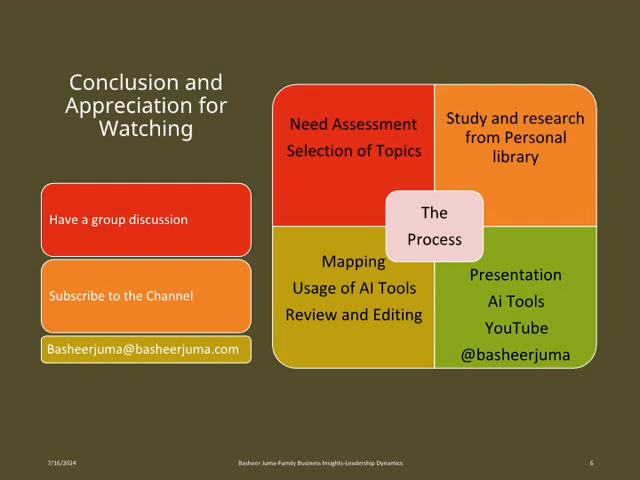 Conclusion and
Appreciation for
Watching
Have a group discussion
Subscribe to the Channel
Basheerjuma@basheerjuma.com
Need Assessment
Selection of Topics
Study and research
from Personal
library
The
Process
Mapping
Usage of AI Tools
Review and Editing
Presentation
Ai Tools
YouTube
@basheerjuma
7/16/2024
Basheer Juma-Family Business Insights-Leadership Dynamics
6